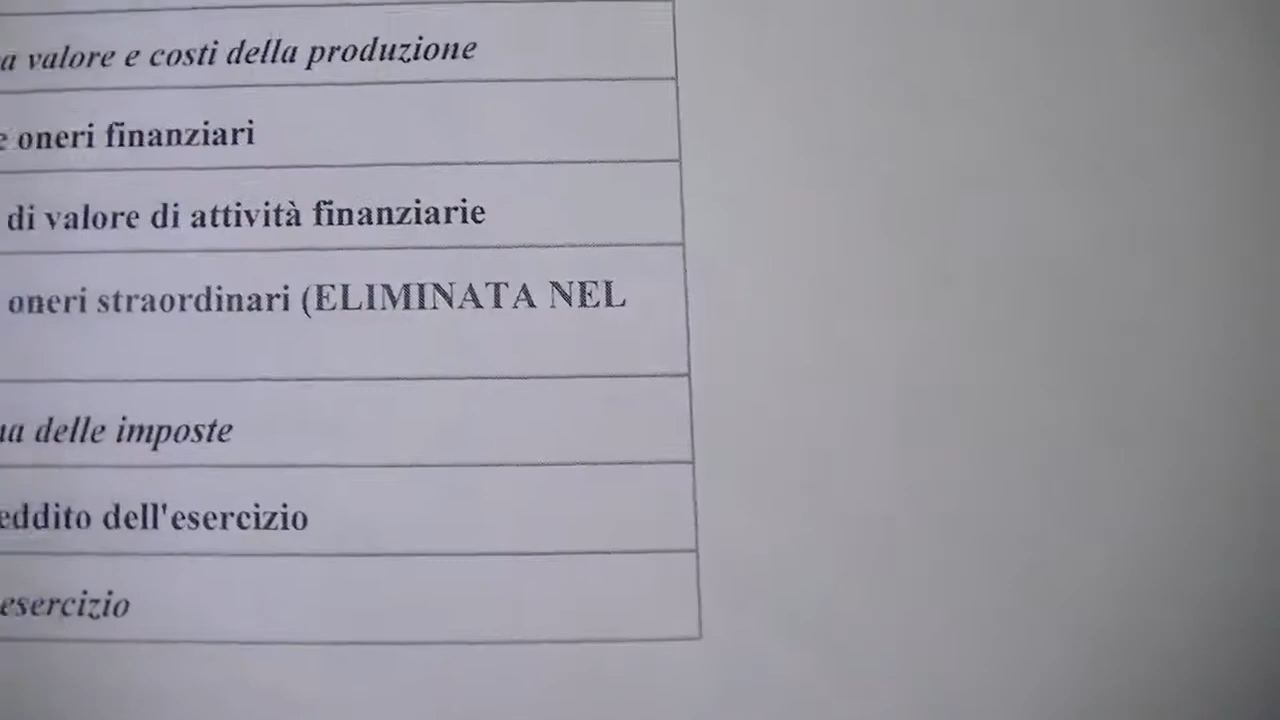 valore e costi della produzione
oneri finanziari
di valore di attività finanziarie
oneri straordinari (ELIMINATA NEL
delle imposte
dell'esercizio
esercizio